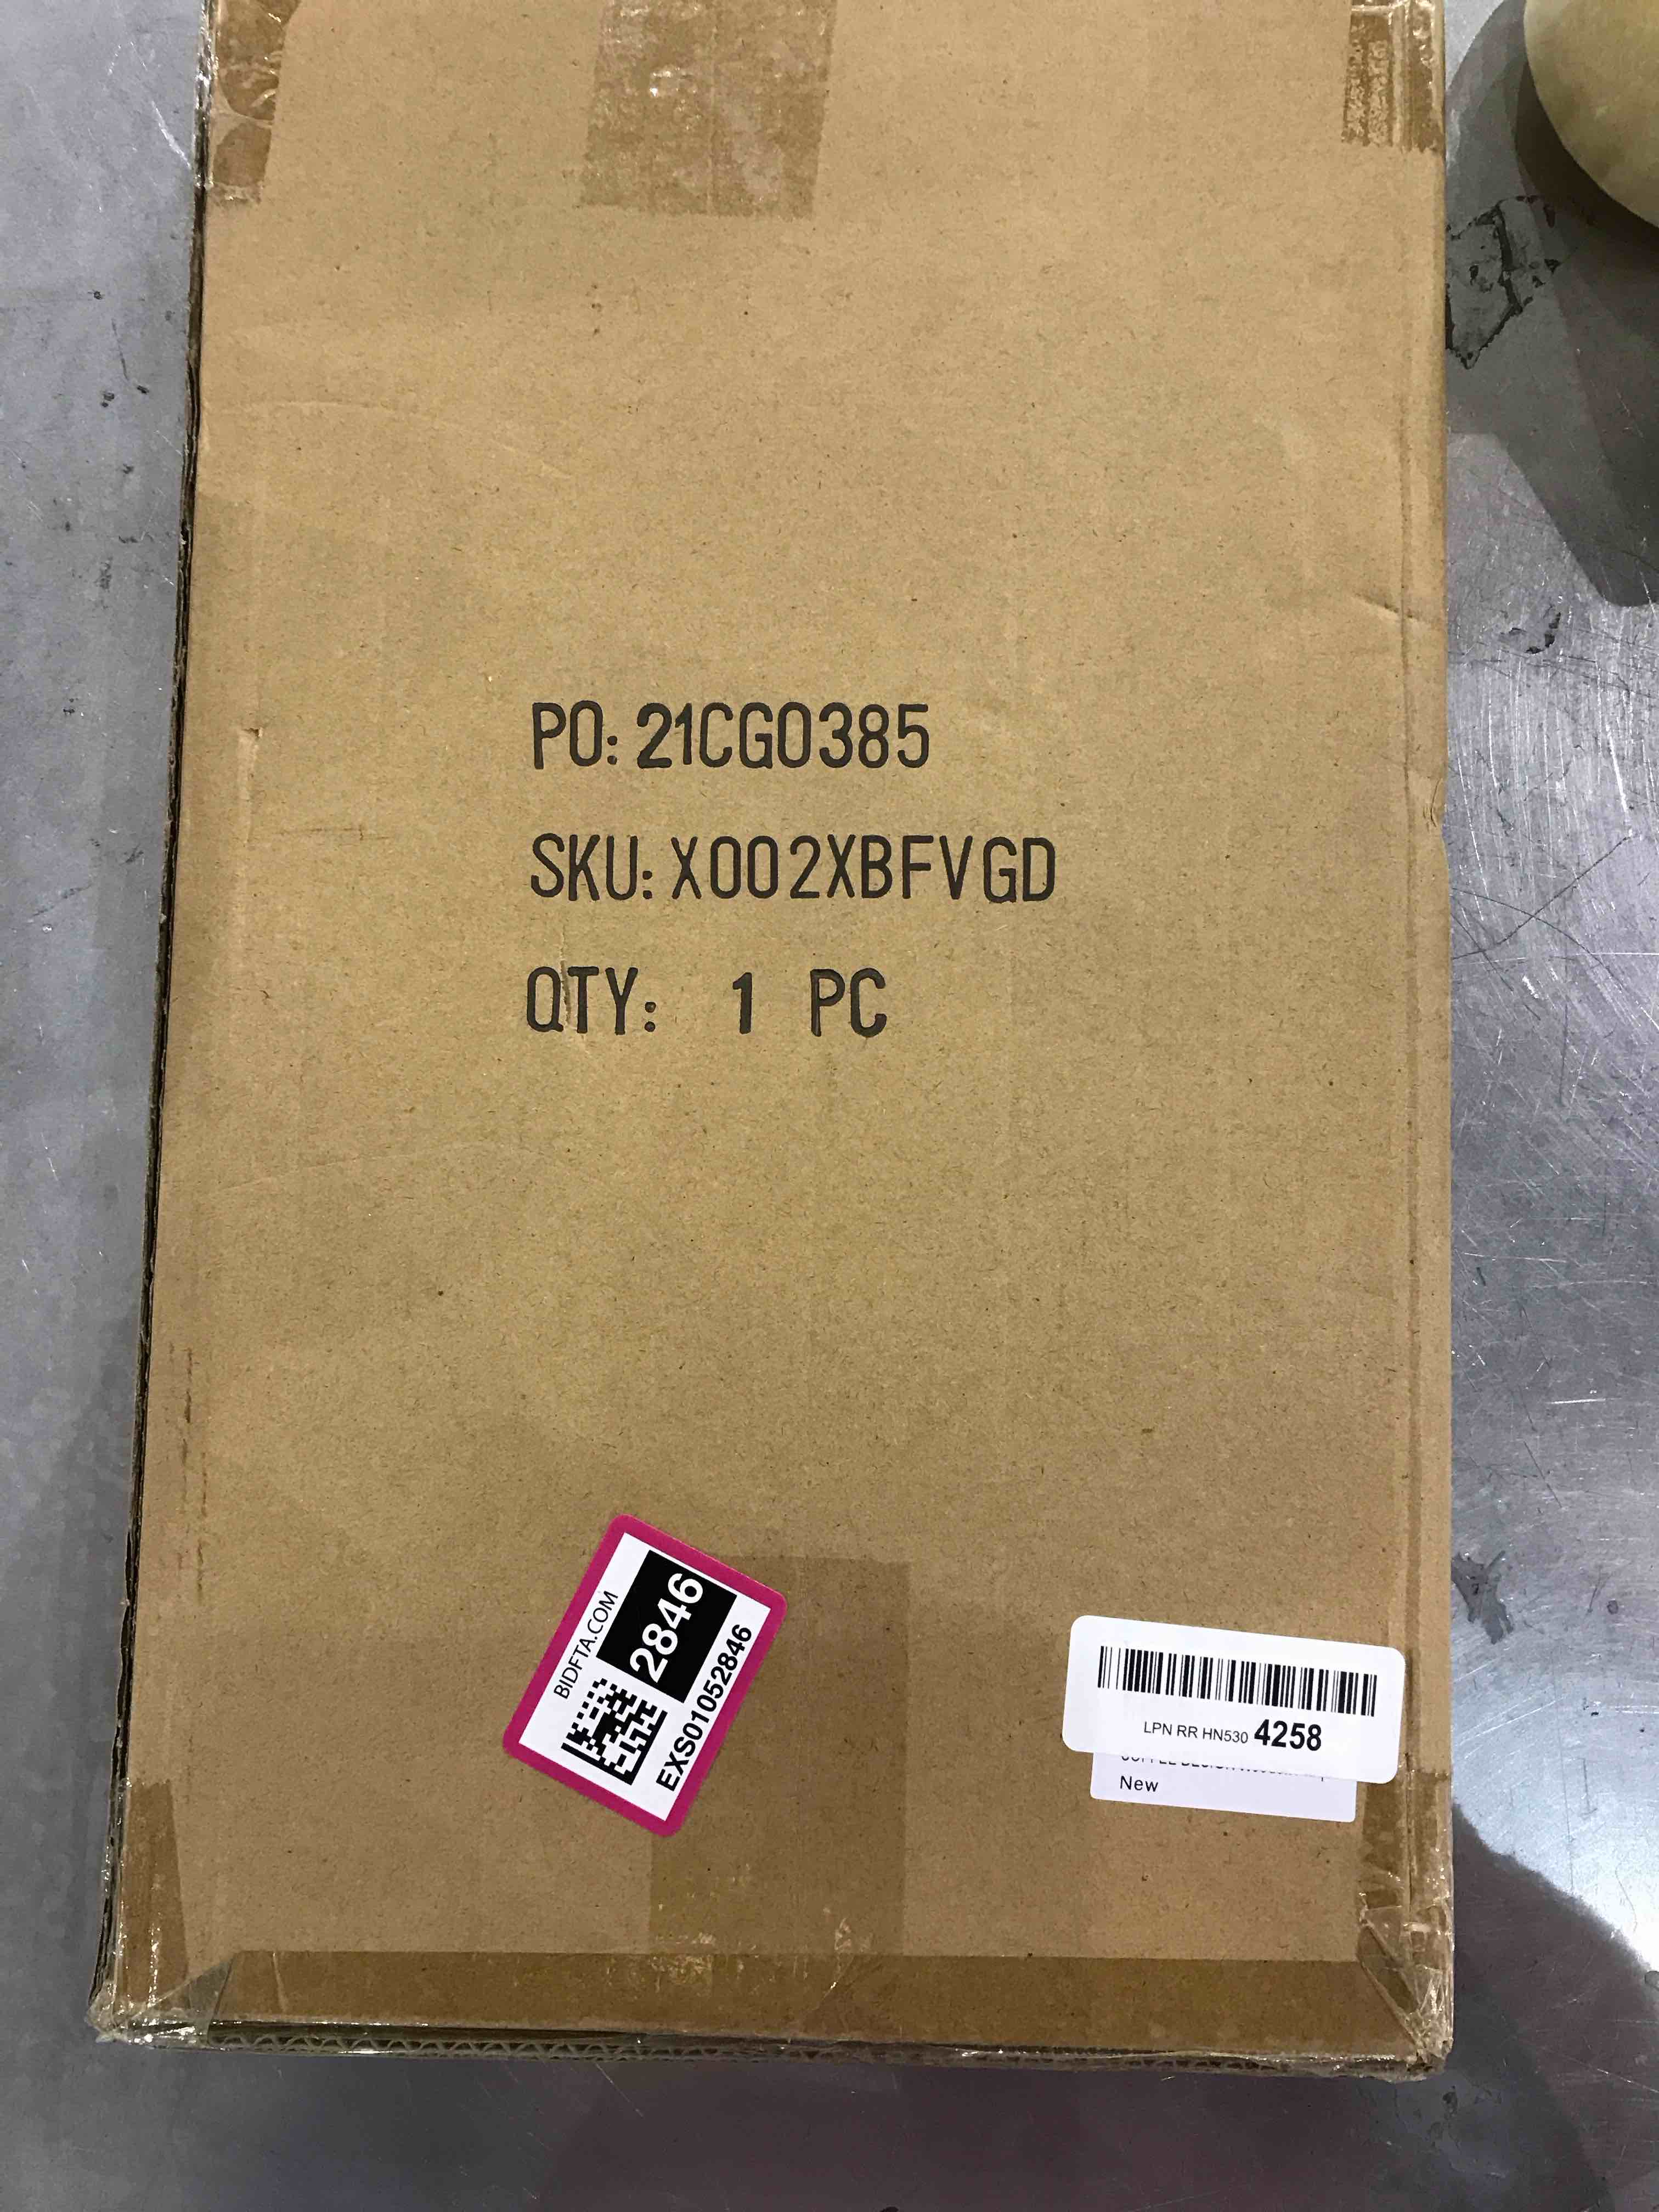 PO: 21CG0385
SKU: X002XBFVGD
QTY: 1 PC
BIDFTA.COM
2846
EXS01052846
LPN RR HN530 4258
New